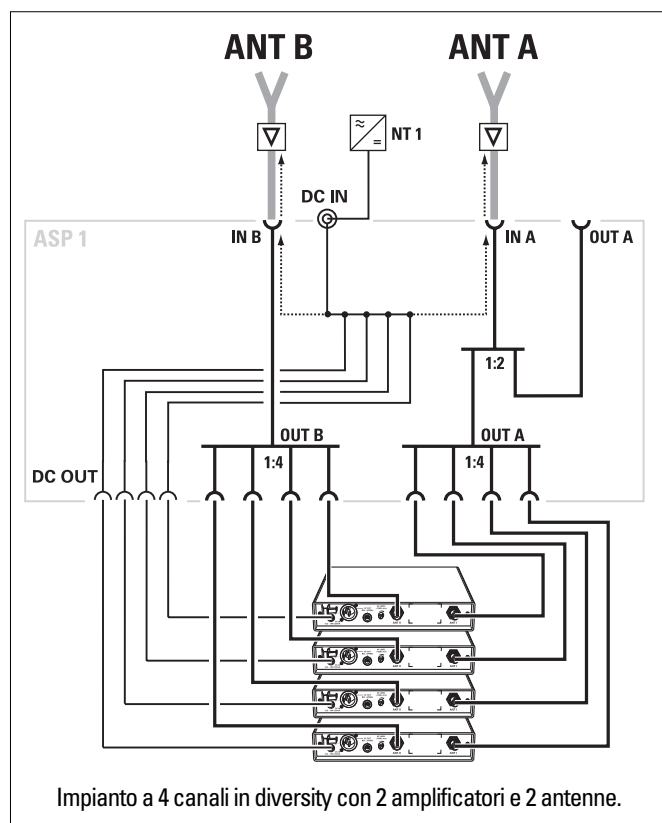 ANT B ANT A
NT 1
DC IN
ASP 1 IN B IN A OUT A
1:2
OUT B OUT A
DC OUT 1:4 1:4
Impianto a 4 canali in diversity con 2 amplificatori e 2 antenne.